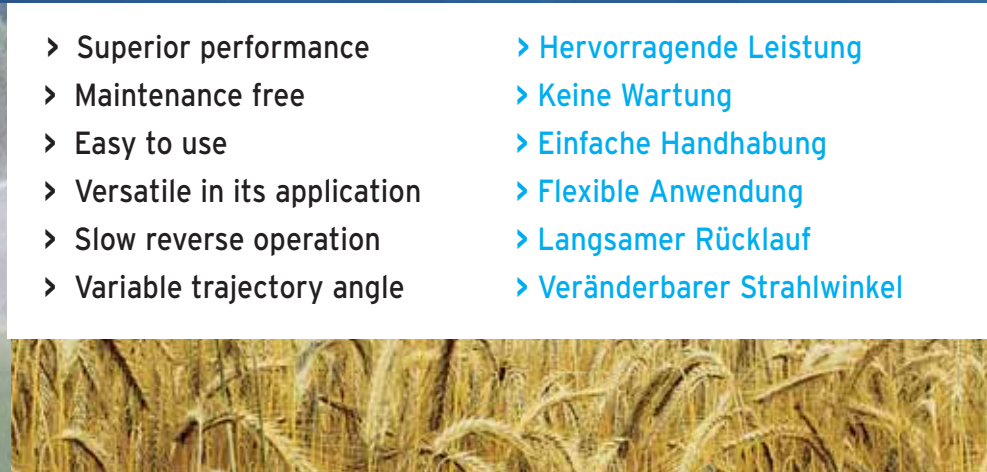 > Superior performance
> Maintenance free
> Easy to use
> Versatile in its application
> Slow reverse operation
> Variable trajectory angle
> Hervorragende Leistung
> Keine Wartung
> Einfache Handhabung
> Flexible Anwendung
> Langsamer Rücklauf
> Veränderbarer Strahlwinkel